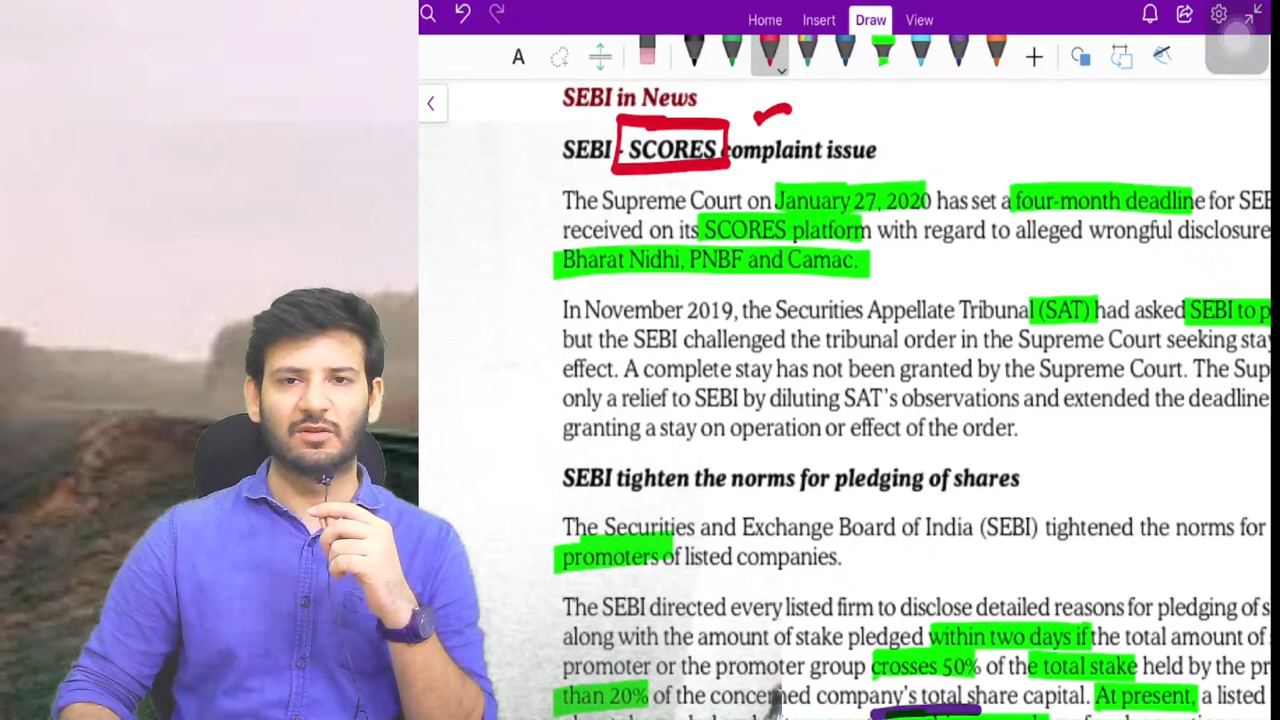 Home Insert Draw View
A
SEBI in News
SEBI - SCORES complaint issue
The Supreme Court on January 27, 2020 has set a four-month deadline for SEB
received on its SCORES platform with regard to alleged wrongful disclosure
Bharat Nidhi, PNBF and Camac.
In November 2019, the Securities Appellate Tribunal (SAT) had asked SEBI to p
but the SEBI challenged the tribunal order in the Supreme Court seeking stay
effect. A complete stay has not been granted by the Supreme Court. The Sup
only a relief to SEBI by diluting SAT's observations and extended the deadline
granting a stay on operation or effect of the order.
SEBI tighten the norms for pledging of shares
The Securities and Exchange Board of India (SEBI) tightened the norms for
promoters of listed companies.
The SEBI directed every listed firm to disclose detailed reasons for pledging of s
along with the amount of stake pledged within two days if the total amount of
promoter or the promoter group crosses 50% of the total stake held by the pr
than 20% of the concerned company's total share capital. At present, a listed